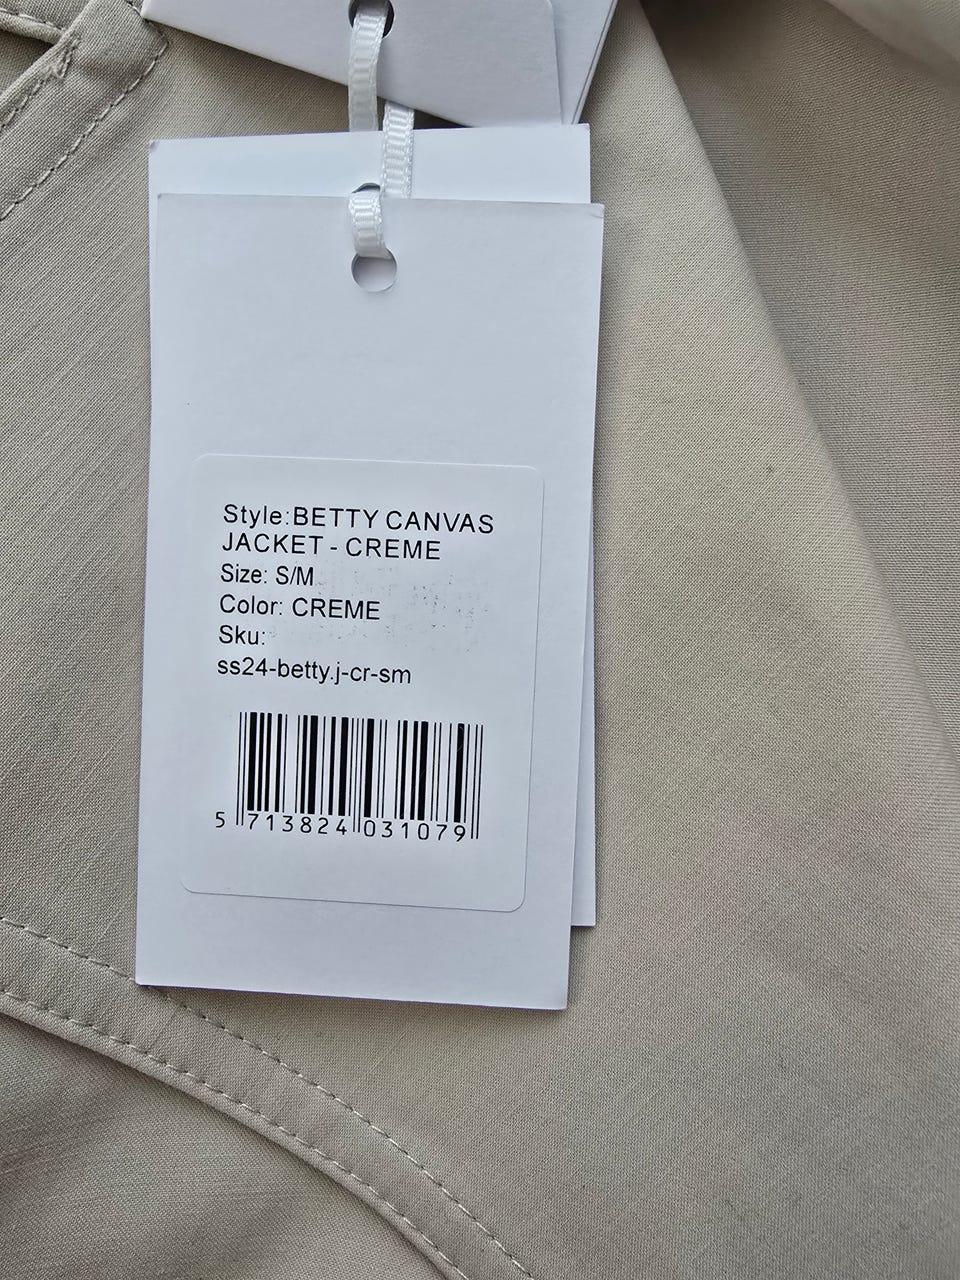 Style:BETTY CANVAS
JACKET - CREME
Size: S/M
Color: CREME
Sku:
ss24-betty.j-cr-sm
5 713824 031079